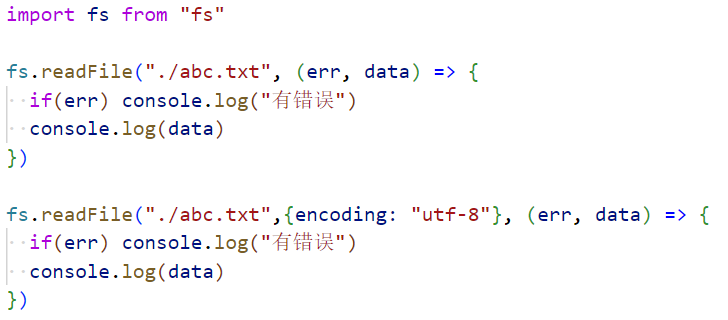 import fs from "fs"
fs.readFile("./abc.txt", (err, data) => {
if(err) console.log("有错误")
console.log(data)
})
fs.readFile("./abc.txt",{encoding: "utf-8"}, (err, data) => {
if(err) console.log("有错误")
console.log(data)
})